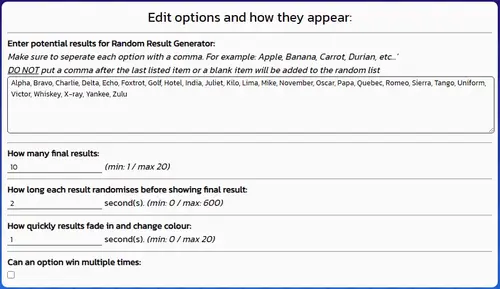 Edit options and how they appear:
Enter potential results for Random Result Generator:
Make sure to seperate each option with a comma. For example: Apple, Banana, Carrot, Durian, etc..`
DO NOT put a comma after the last listed item or a blank item will be added to the random list
Alpha, Bravo, Charlie, Delta, Echo, Foxtrot, Golf, Hotel, India, Juliet, Kilo, Lima, Mike, November, Oscar, Papa, Quebec, Romeo, Sierra, Tango, Uniform,
Victor, Whiskey, X-ray, Yankee, Zulu
How many final results:
10 (min: 1 / max 20)
How long each result randomises before showing final result:
2 second(s). (min: 0 / max: 600)
How quickly results fade in and change colour:
1 second(s). (min: 0 / max 20)
Can an option win multiple times: